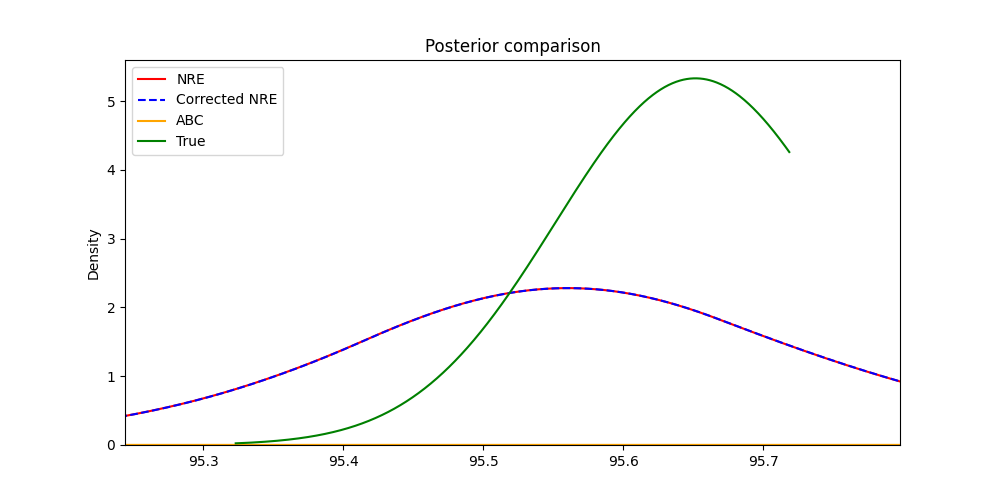 Posterior comparison
NRE
Corrected NRE
ABC
True
Density
5
4
3
2
1
0
95.3 95.4 95.5 95.6 95.7